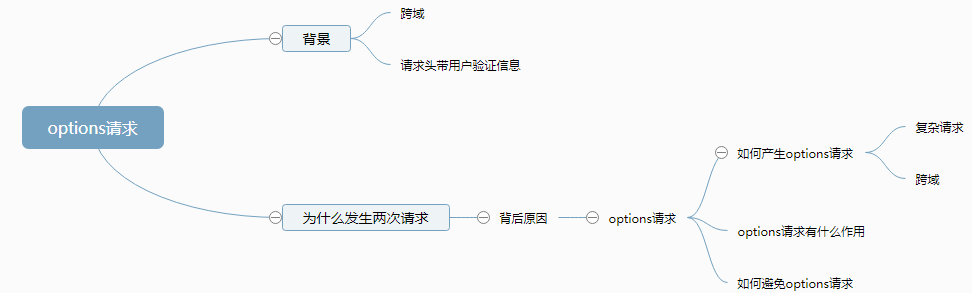 options请求
背景
跨域
请求头带用户验证信息
为什么发生两次请求
背后原因
options请求
如何产生options请求
复杂请求
跨域
options请求有什么作用
如何避免options请求